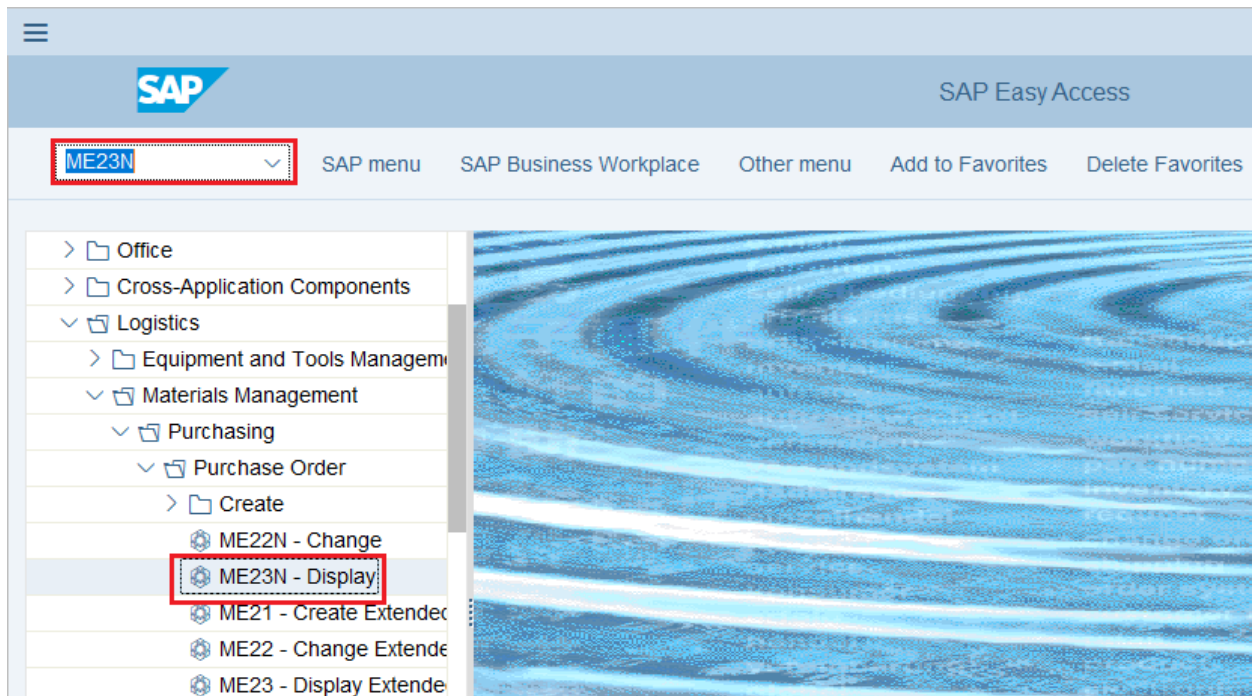 SAP
SAP Easy Access
ME23N
SAP menu
SAP Business Workplace
Other menu
Add to Favorites
Delete Favorites
Office
Cross-Application Components
Logistics
Equipment and Tools Managem
Materials Management
Purchasing
Purchase Order
Create
ME22N - Change
ME23N - Display
ME21 - Create Extended
ME22 - Change Extende
ME23 - Display Extende